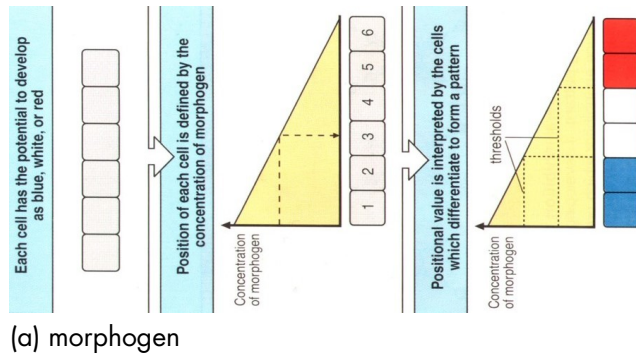 Each cell has the potential to develop
as blue, white, or red
Position of each cell is defined by the
concentration of morphogen
Concentration
of morphogen
1 2 3 4 5 6
Positional value is interpreted by the cells
which differentiate to form a pattern
Concentration
of morphogen
thresholds
(a) morphogen